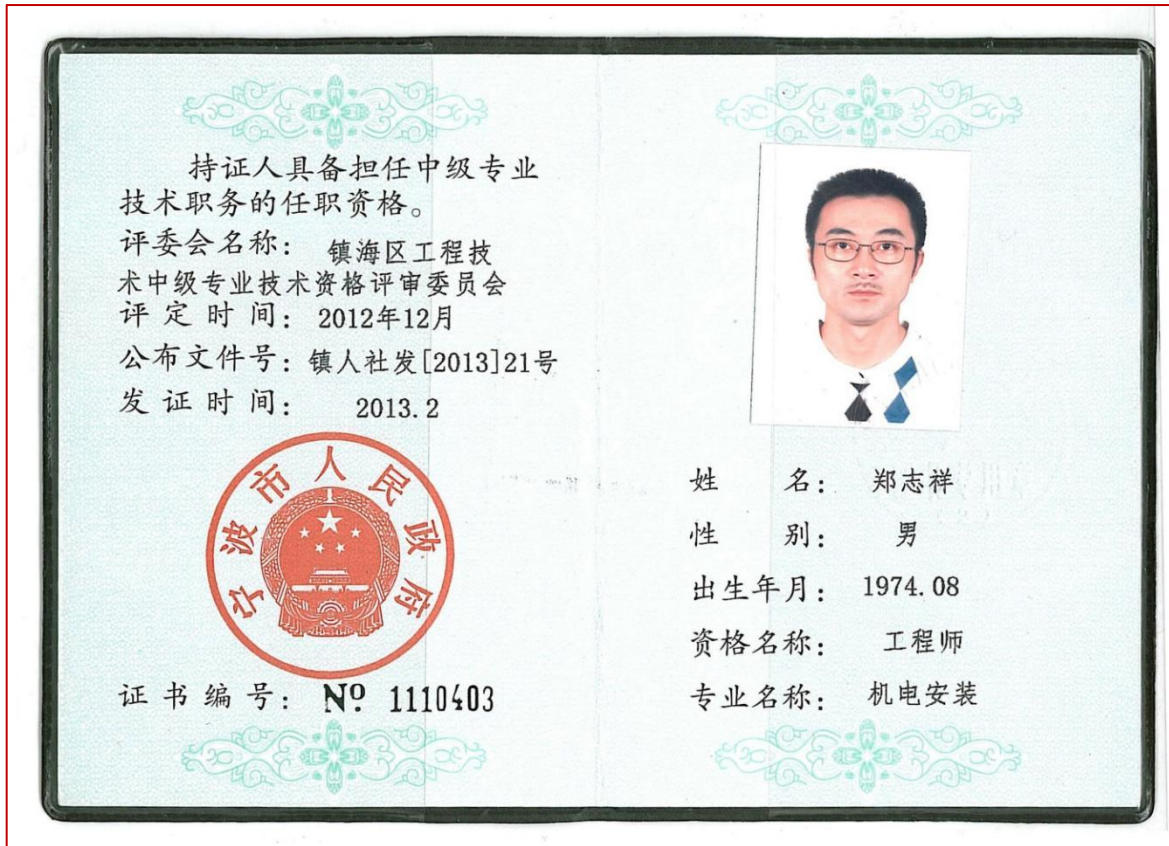 持证人具备担任中级专业
技术职务的任职资格。
评委会名称: 镇海区工程技
术中级专业技术资格评审委员会
评定时间: 2012年12月
公布文件号: 镇人社发[2013]21号
发证时间: 2013.2
宁波市人民政府
证书编号: Nº 1110403
姓名: 郑志祥
性别: 男
出生年月: 1974.08
资格名称: 工程师
专业名称: 机电安装